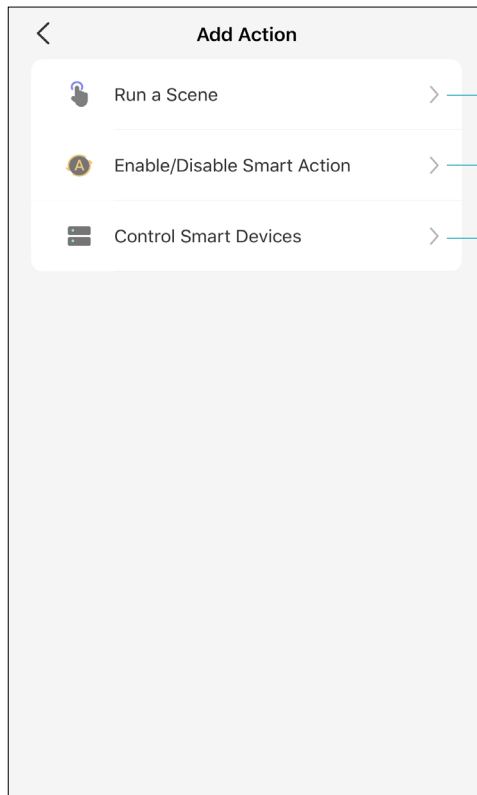 Add Action
Run a Scene
A
Enable/Disable Smart Action
Control Smart Devices